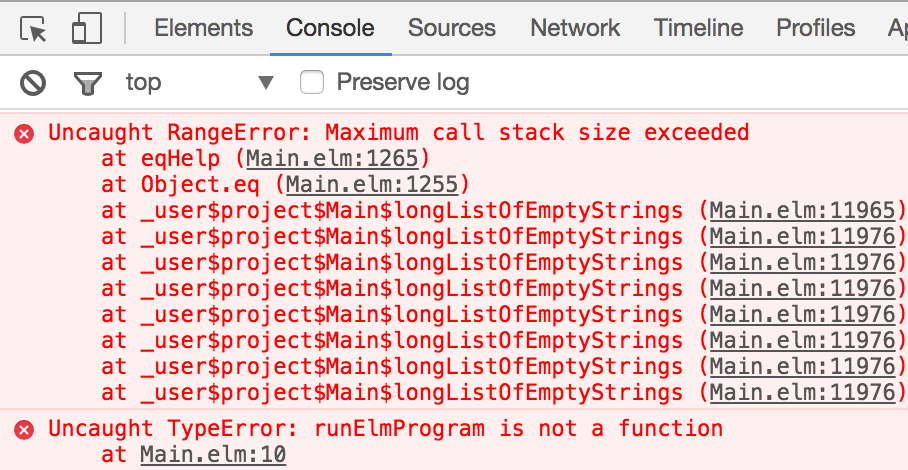 Elements Console Sources Network Timeline Profiles
top Preserve log
Uncaught RangeError: Maximum call stack size exceeded
at eqHelp (Main.elm:1265)
at Object.eq (Main.elm:1255)
at _user$project$Main$longListOfEmptyStrings (Main.elm:11965)
at _user$project$Main$longListOfEmptyStrings (Main.elm:11976)
at _user$project$Main$longListOfEmptyStrings (Main.elm:11976)
at _user$project$Main$longListOfEmptyStrings (Main.elm:11976)
at _user$project$Main$longListOfEmptyStrings (Main.elm:11976)
at _user$project$Main$longListOfEmptyStrings (Main.elm:11976)
at _user$project$Main$longListOfEmptyStrings (Main.elm:11976)
at _user$project$Main$longListOfEmptyStrings (Main.elm:11976)
Uncaught TypeError: runElmProgram is not a function
at Main.elm:10